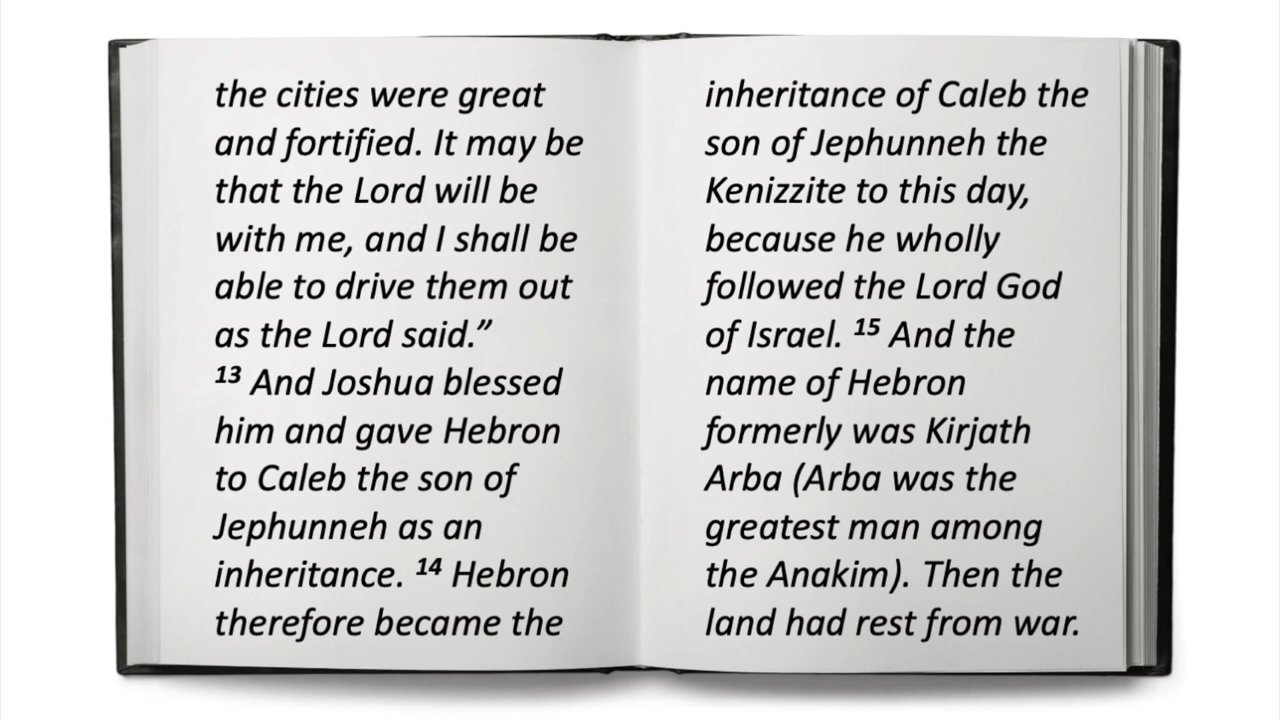 the cities were great
and fortified. It may be
that the Lord will be
with me, and I shall be
able to drive them out
as the Lord said.”
13 And Joshua blessed
him and gave Hebron
to Caleb the son of
Jephunneh as an
inheritance. 14 Hebron
therefore became the
inheritance of Caleb the
son of Jephunneh the
Kenizzite to this day,
because he wholly
followed the Lord God
of Israel. 15 And the
name of Hebron
formerly was Kirjath
Arba (Arba was the
greatest man among
the Anakim). Then the
land had rest from war.